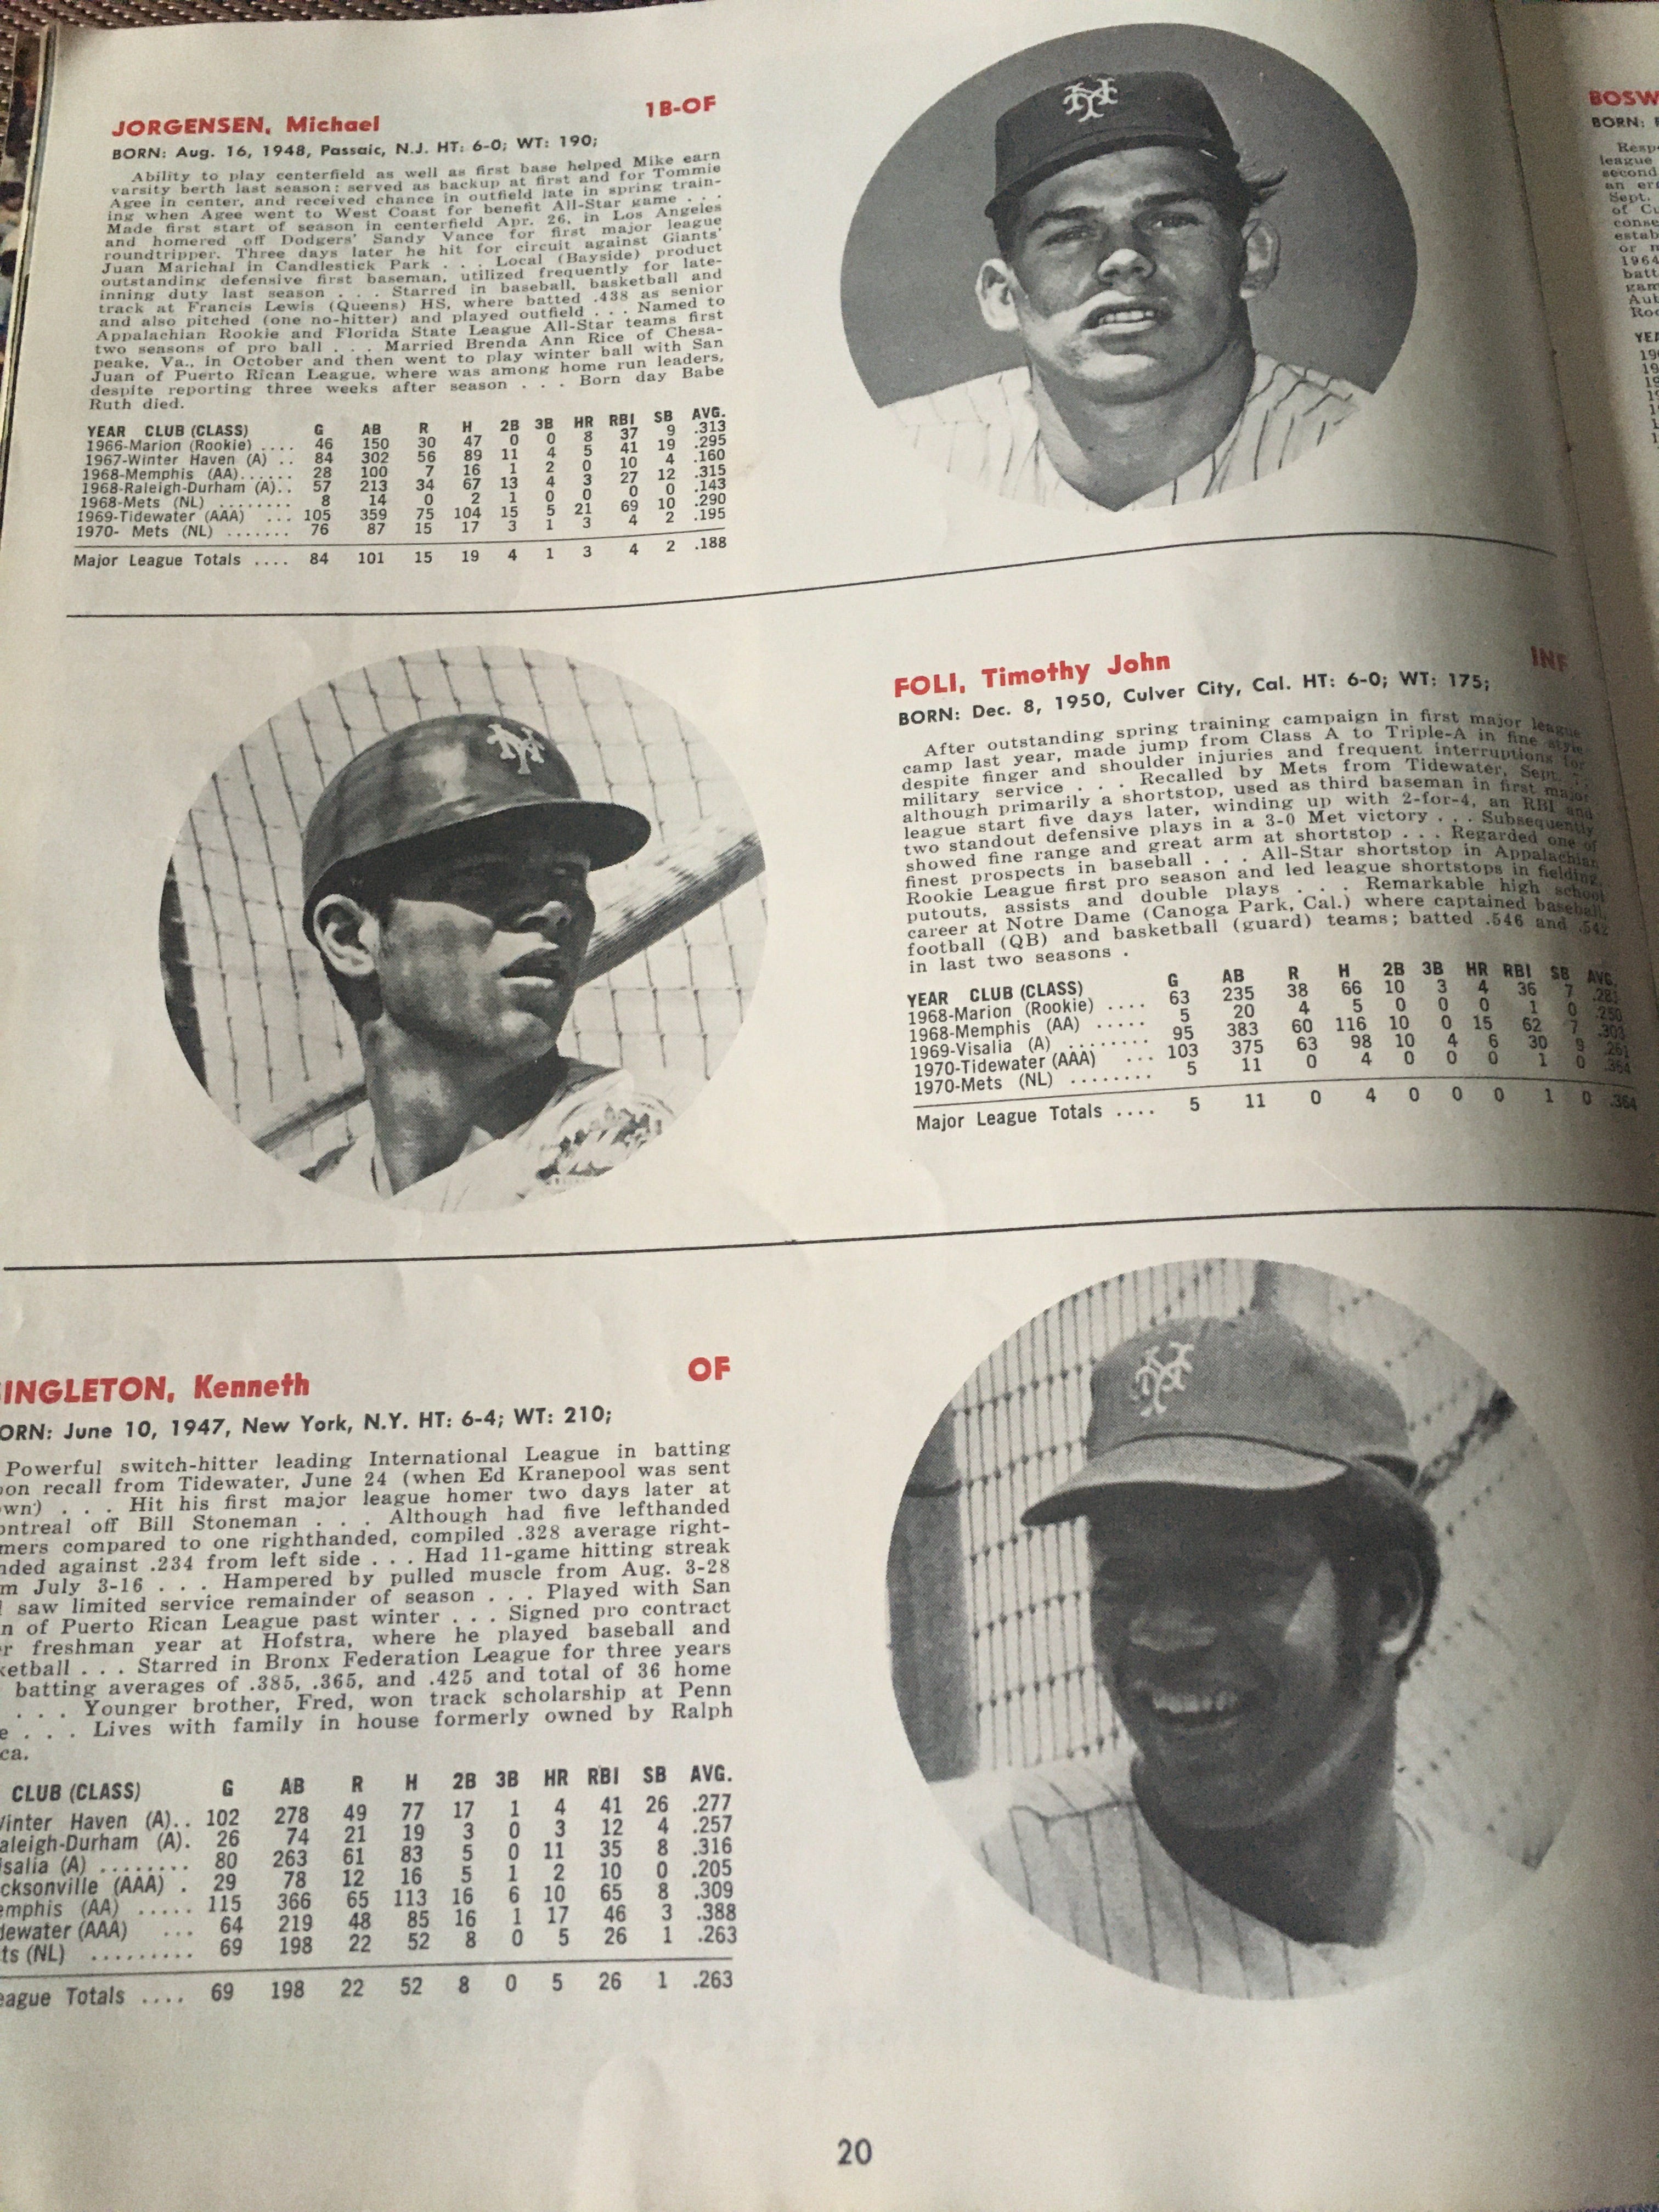 JORGENSEN, Michael 1B-OF
BORN: Aug. 16, 1948, Passaic, N.J. HT: 6-0; WT: 190;
Ability to play centerfield as well as first base helped Mike earn
varsity berth last season; served as backup at first and for Tommie
Agee in center, and received chance in outfield late in spring train-
ing when Agee went to West Coast for benefit All-Star game . . .
Made first start of season in centerfield Apr. 26, in Los Angeles
and homered off Dodgers' Sandy Vance for first major league
roundtripper. Three days later he hit for circuit against Giants'
Juan Marichal in Candlestick Park . . . Local (Bayside) product
outstanding defensive first baseman, utilized frequently for late-
inning duty last season . . . Starred in baseball, basketball and
track at Francis Lewis (Queens) HS, where batted .438 as senior
and also pitched (one no-hitter) and played outfield . . . Named to
Appalachian Rookie and Florida State League All-Star teams first
two seasons of pro ball . . . Married Brenda Ann Rice of Chesa-
peake, Va., in October and then went to play winter ball with San
Juan of Puerto Rican League, where was among home run leaders,
despite reporting three weeks after season . . . Born day Babe
Ruth died.
YEAR CLUB (CLASS) G AB R H 2B 3B HR RBI SB AVG.
1966-Marion (Rookie) .... 46 150 30 47 0 0 8 37 9 .313
1967-Winter Haven (A) .. 84 302 56 89 11 4 5 41 19 .295
1968-Memphis (AA)...... 28 100 7 16 1 2 0 10 4 .160
1968-Raleigh-Durham (A).. 57 213 34 67 13 4 3 27 12 .315
1968-Mets (NL) ........ 8 14 0 2 1 0 0 0 0 .143
1969-Tidewater (AAA) ... 105 359 75 104 15 5 21 69 10 .290
1970- Mets (NL) ....... 76 87 15 17 3 1 3 4 2 .195
Major League Totals .... 84 101 15 19 4 1 3 4 2 .188
FOLI, Timothy John INF
BORN: Dec. 8, 1950, Culver City, Cal. HT: 6-0; WT: 175;
After outstanding spring training campaign in first major league
camp last year, made jump from Class A to Triple-A in fine style
despite finger and shoulder injuries and frequent interruptions for
military service . . . Recalled by Mets from Tidewater, Sept.
although primarily a shortstop, used as third baseman in first major
league start five days later, winding up with 2-for-4, an RBI and
two standout defensive plays in a 3-0 Met victory . . . Subsequently
showed fine range and great arm at shortstop . . . Regarded one of
finest prospects in baseball . . . All-Star shortstop in Appalachian
Rookie League first pro season and led league shortstops in fielding,
putouts, assists and double plays . . . Remarkable high school
career at Notre Dame (Canoga Park, Cal.) where captained baseball,
football (QB) and basketball (guard) teams; batted .546 and .542
in last two seasons .
YEAR CLUB (CLASS) G AB R H 2B 3B HR RBI SB AVG.
1968-Marion (Rookie) .... 63 235 38 66 10 3 4 36 7 .281
1968-Memphis (AA) ..... 5 20 4 5 0 0 0 1 0 .250
1969-Visalia (A) ........ 95 383 60 116 10 0 15 62 7 .303
1970-Tidewater (AAA) ... 103 375 63 98 10 4 6 30 .261
1970-Mets (NL) ........ 5 11 0 4 0 0 0 1 0 .364
Major League Totals .... 5 11 0 4 0 0 0 1 0 .364
INGLETON, Kenneth OF
ORN: June 10, 1947, New York, N.Y. HT: 6-4; WT: 210;
Powerful switch-hitter leading International League in batting
pon recall from Tidewater, June 24 (when Ed Kranepool was sent
own) . . . Hit his first major league homer two days later at
ontreal off Bill Stoneman . . . Although had five lefthanded
mers compared to one righthanded, compiled .328 average right-
nded against .234 from left side . . . Had 11-game hitting streak
m July 3-16 . . . Hampered by pulled muscle from Aug. 3-28
saw limited service remainder of season . . . Played with San
n of Puerto Rican League past winter . . . Signed pro contract
r freshman year at Hofstra, where he played baseball and
ketball . . . Starred in Bronx Federation League for three years
batting averages of .385, .365, and .425 and total of 36 home
. . . Younger brother, Fred, won track scholarship at Penn
e . . . Lives with family in house formerly owned by Ralph
ca.
CLUB (CLASS) G AB R H 2B 3B HR RBI SB AVG.
Winter Haven (A).. 102 278 49 77 17 1 4 41 26 .277
aleigh-Durham (A). 26 74 21 19 3 0 3 12 4 .257
isalia (A) ........ 80 263 61 83 5 0 11 35 8 .316
cksonville (AAA) . 29 78 12 16 5 1 2 10 0 .205
emphis (AA) ..... 115 366 65 113 16 6 10 65 8 .309
dewater (AAA) ... 64 219 48 85 16 1 17 46 3 .388
ts (NL) ......... 69 198 22 52 8 0 5 26 1 .263
eague Totals .... 69 198 22 52 8 0 5 26 1 .263
20
BOSW
BORN:
Resp
league
second
an er
Sept.
of Cu
conse
estab
or n
1964
batt
gam
Aub
Roo
YEA